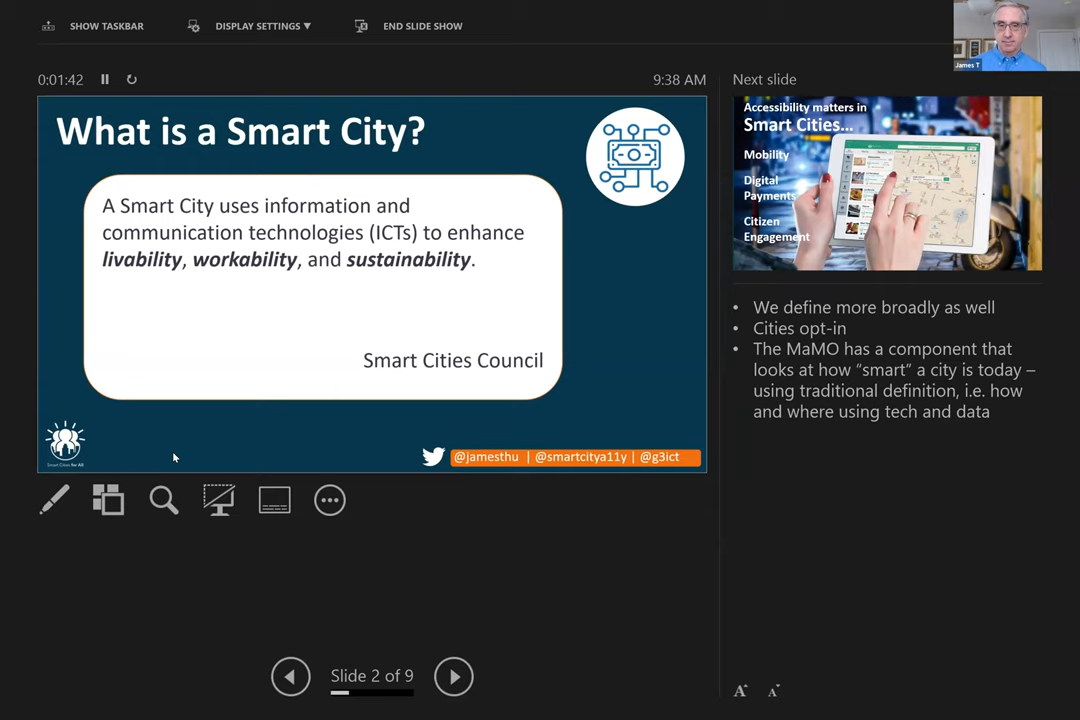 SHOW TASKBAR
DISPLAY SETTINGS ▼
END SLIDE SHOW
James T
0:01:42
9:38 AM
What is a Smart City?
A Smart City uses information and
communication technologies (ICTs) to enhance
livability, workability, and sustainability.
Smart Cities Council
Smart Cities for All
@jamesthu | @smartcitya11y | @g3ict
Slide 2 of 9
Next slide
Accessibility matters in
Smart Cities...
Mobility
Digital
Payments
Citizen
Engagement
• We define more broadly as well
• Cities opt-in
• The MaMO has a component that
looks at how “smart” a city is today –
using traditional definition, i.e. how
and where using tech and data
A A